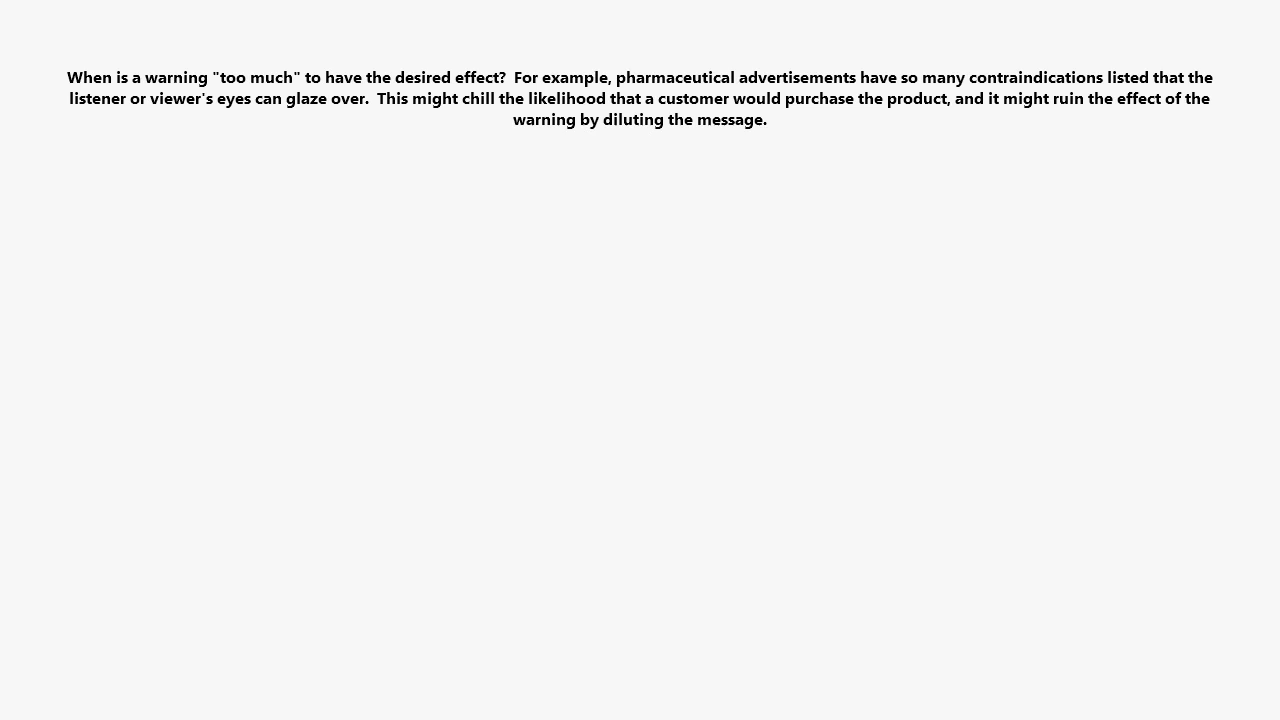 When is a warning "too much" to have the desired effect?  For example, pharmaceutical advertisements have so many contraindications listed that the
listener or viewer's eyes can glaze over.  This might chill the likelihood that a customer would purchase the product, and it might ruin the effect of the
warning by diluting the message.